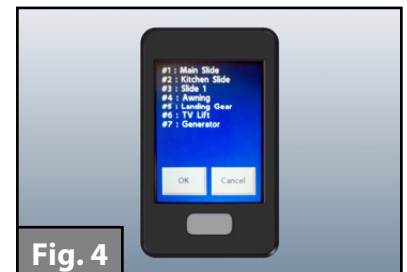 #1 : Main Slide
#2 : Kitchen Slide
#3 : Slide 1
#4 : Awning
#5 : Landing Gear
#6 : TV Lift
#7 : Generator
OK Cancel
Fig. 4